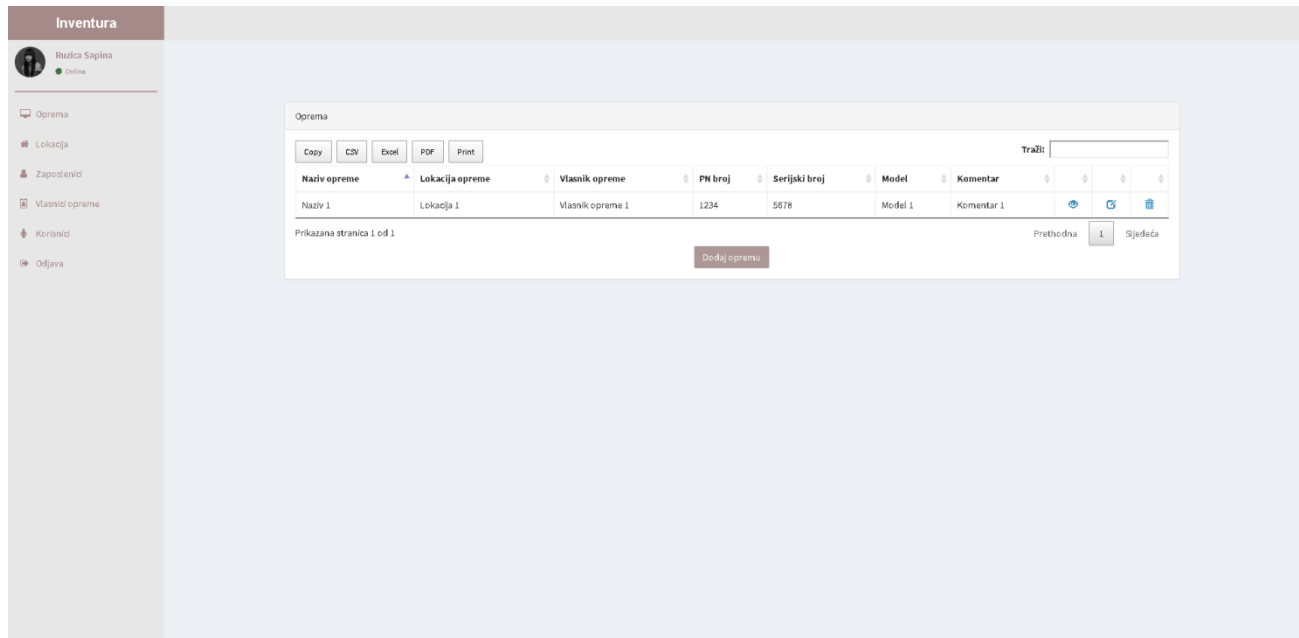 Inventura
Ruzica Sapina
Online
Oprema
Lokacija
Zaposlenici
Vlasnici opreme
Korisnici
Odjava
Oprema
Copy CSV Excel PDF Print Traži:
Naziv opreme Lokacija opreme Vlasnik opreme PN broj Serijski broj Model Komentar
Naziv 1 Lokacija 1 Vlasnik opreme 1 1234 5678 Model 1 Komentar 1
Prikazana stranica 1 od 1 Prethodna 1 Sljedeća
Dodaj opremu